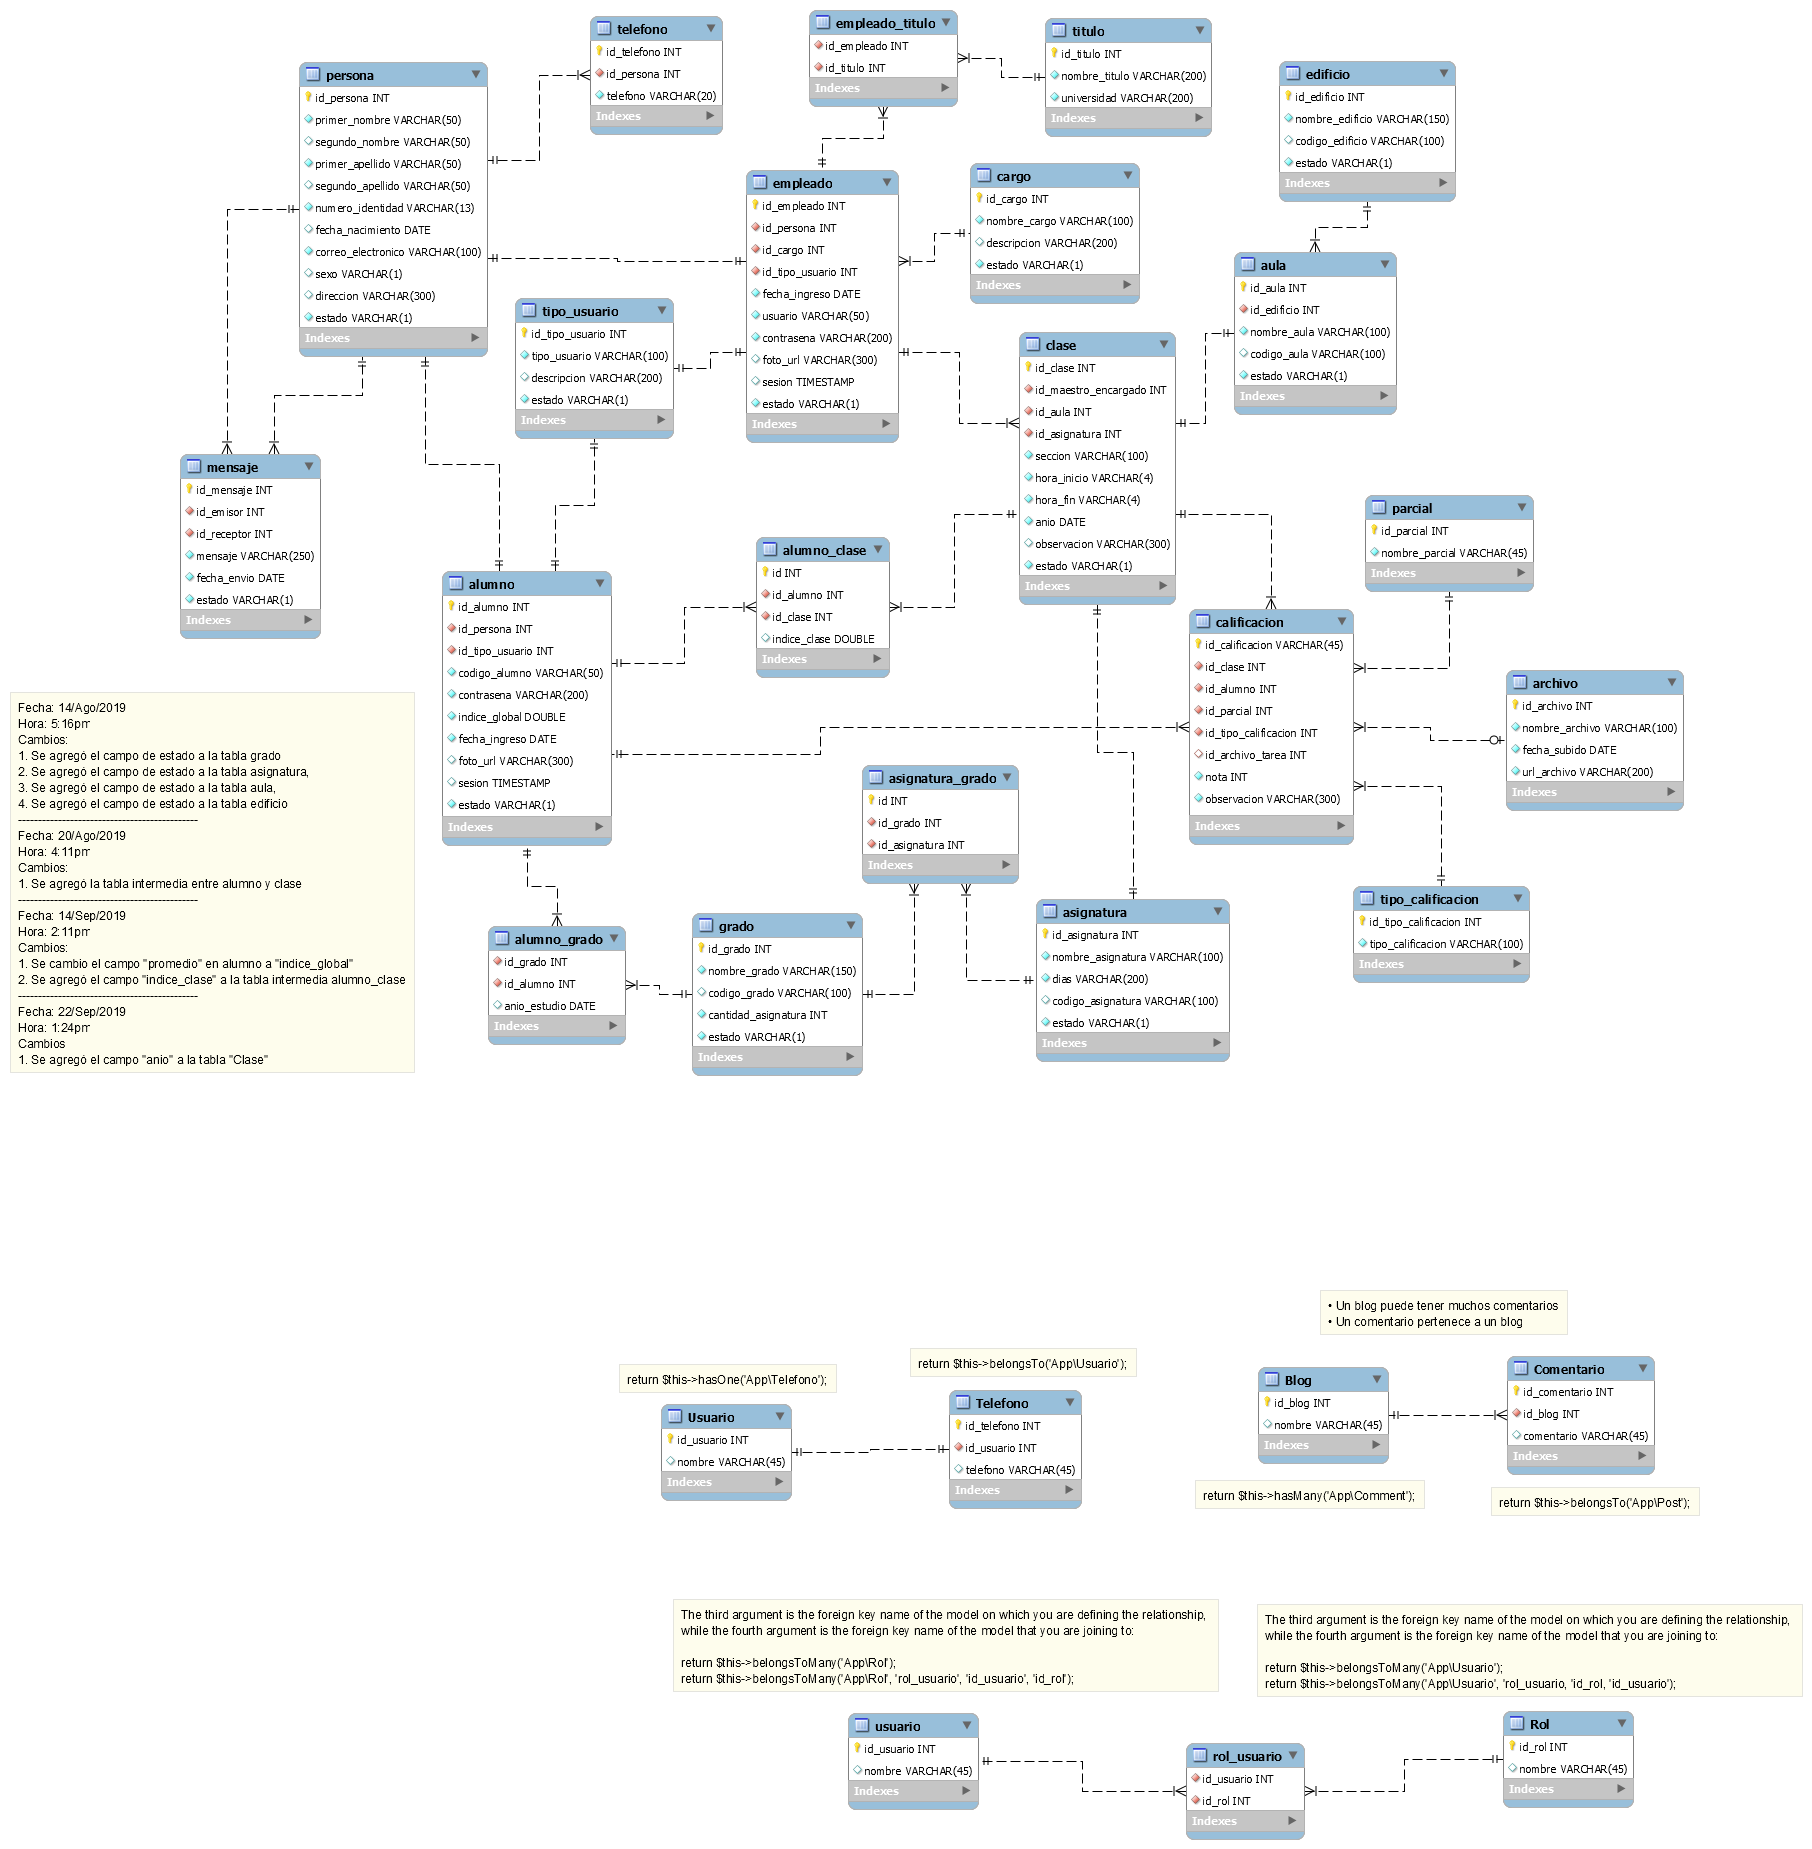 telefono
id_telefono INT
id_persona INT
telefono VARCHAR(20)
Indexes
empleado_titulo
id_empleado INT
id_titulo INT
Indexes
titulo
id_titulo INT
nombre_titulo VARCHAR(200)
universidad VARCHAR(200)
Indexes
persona
id_persona INT
primer_nombre VARCHAR(50)
segundo_nombre VARCHAR(50)
primer_apellido VARCHAR(50)
segundo_apellido VARCHAR(50)
numero_identidad VARCHAR(13)
fecha_nacimiento DATE
correo_electronico VARCHAR(100)
sexo VARCHAR(1)
direccion VARCHAR(300)
estado VARCHAR(1)
Indexes
edificio
id_edificio INT
nombre_edificio VARCHAR(150)
codigo_edificio VARCHAR(100)
estado VARCHAR(1)
Indexes
empleado
id_empleado INT
id_persona INT
id_cargo INT
id_tipo_usuario INT
fecha_ingreso DATE
usuario VARCHAR(50)
contrasena VARCHAR(200)
foto_url VARCHAR(300)
sesion TIMESTAMP
estado VARCHAR(1)
Indexes
cargo
id_cargo INT
nombre_cargo VARCHAR(100)
descripcion VARCHAR(200)
estado VARCHAR(1)
Indexes
aula
id_aula INT
id_edificio INT
nombre_aula VARCHAR(100)
codigo_aula VARCHAR(100)
estado VARCHAR(1)
Indexes
tipo_usuario
id_tipo_usuario INT
tipo_usuario VARCHAR(100)
descripcion VARCHAR(200)
estado VARCHAR(1)
Indexes
clase
id_clase INT
id_maestro_encargado INT
id_aula INT
id_asignatura INT
seccion VARCHAR(100)
hora_inicio VARCHAR(4)
hora_fin VARCHAR(4)
anio DATE
observacion VARCHAR(300)
estado VARCHAR(1)
Indexes
mensaje
id_mensaje INT
id_emisor INT
id_receptor INT
mensaje VARCHAR(250)
fecha_envio DATE
estado VARCHAR(1)
Indexes
parcial
id_parcial INT
nombre_parcial VARCHAR(45)
Indexes
alumno_clase
id INT
id_alumno INT
id_clase INT
indice_clase DOUBLE
Indexes
alumno
id_alumno INT
id_persona INT
id_tipo_usuario INT
codigo_alumno VARCHAR(50)
contrasena VARCHAR(200)
indice_global DOUBLE
fecha_ingreso DATE
foto_url VARCHAR(300)
sesion TIMESTAMP
estado VARCHAR(1)
Indexes
calificacion
id_calificacion VARCHAR(45)
id_clase INT
id_alumno INT
id_parcial INT
id_tipo_calificacion INT
id_archivo_tarea INT
nota INT
observacion VARCHAR(300)
Indexes
archivo
id_archivo INT
nombre_archivo VARCHAR(100)
fecha_subido DATE
url_archivo VARCHAR(200)
Indexes
Fecha: 14/Ago/2019
Hora: 5:16pm
Cambios:
1. Se agregó el campo de estado a la tabla grado
2. Se agregó el campo de estado a la tabla asignatura,
3. Se agregó el campo de estado a la tabla aula,
4. Se agregó el campo de estado a la tabla edificio
---------------------------------------------
Fecha: 20/Ago/2019
Hora: 4:11pm
Cambios:
1. Se agregó la tabla intermedia entre alumno y clase
---------------------------------------------
Fecha: 14/Sep/2019
Hora: 2:11pm
Cambios:
1. Se cambio el campo "promedio" en alumno a "indice_global"
2. Se agregó el campo "indice_clase" a la tabla intermedia alumno_clase
---------------------------------------------
Fecha: 22/Sep/2019
Hora: 1:24pm
Cambios
1. Se agregó el campo "anio" a la tabla "Clase"
asignatura_grado
id INT
id_grado INT
id_asignatura INT
Indexes
tipo_calificacion
id_tipo_calificacion INT
tipo_calificacion VARCHAR(100)
Indexes
asignatura
id_asignatura INT
nombre_asignatura VARCHAR(100)
dias VARCHAR(200)
codigo_asignatura VARCHAR(100)
estado VARCHAR(1)
Indexes
grado
id_grado INT
nombre_grado VARCHAR(150)
codigo_grado VARCHAR(100)
cantidad_asignatura INT
estado VARCHAR(1)
Indexes
alumno_grado
id_grado INT
id_alumno INT
anio_estudio DATE
Indexes
• Un blog puede tener muchos comentarios
• Un comentario pertenece a un blog
return $this->hasOne('App\Telefono');
return $this->belongsTo('App\Usuario');
Usuario
id_usuario INT
nombre VARCHAR(45)
Indexes
Telefono
id_telefono INT
id_usuario INT
telefono VARCHAR(45)
Indexes
Blog
id_blog INT
nombre VARCHAR(45)
Indexes
Comentario
id_comentario INT
id_blog INT
comentario VARCHAR(45)
Indexes
return $this->hasMany('App\Comment');
return $this->belongsTo('App\Post');
The third argument is the foreign key name of the model on which you are defining the relationship,
while the fourth argument is the foreign key name of the model that you are joining to:
return $this->belongsToMany('App\Rol');
return $this->belongsToMany('App\Rol', 'rol_usuario', 'id_usuario', 'id_rol');
The third argument is the foreign key name of the model on which you are defining the relationship,
while the fourth argument is the foreign key name of the model that you are joining to:
return $this->belongsToMany('App\Usuario');
return $this->belongsToMany('App\Usuario', 'rol_usuario, 'id_rol, 'id_usuario');
usuario
id_usuario INT
nombre VARCHAR(45)
Indexes
rol_usuario
id_usuario INT
id_rol INT
Indexes
Rol
id_rol INT
nombre VARCHAR(45)
Indexes